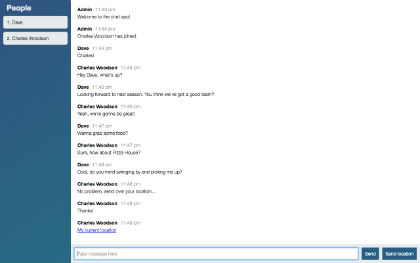 People
1. Dave
2. Charles Woodson
Admin 11:43 pm
Welcome to the chat app!
Admin 11:44 pm
Charles Woodson has joined.
Dave 11:44 pm
Charles!
Charles Woodson 11:44 pm
Hey Dave, what's up?
Dave 11:45 pm
Looking forward to next season. You think we've got a good team?
Charles Woodson 11:46 pm
Yeah, we're gonna be great!
Dave 11:47 pm
Wanna grab some food?
Charles Woodson 11:47 pm
Sure, how about Pizza House?
Dave 11:48 pm
Cool, do you mind swinging by and picking me up?
Charles Woodson 11:48 pm
No problem, send over your location...
Charles Woodson 11:48 pm
Thanks!
Charles Woodson 11:49 pm
My current location
Type message here
Send
Send location